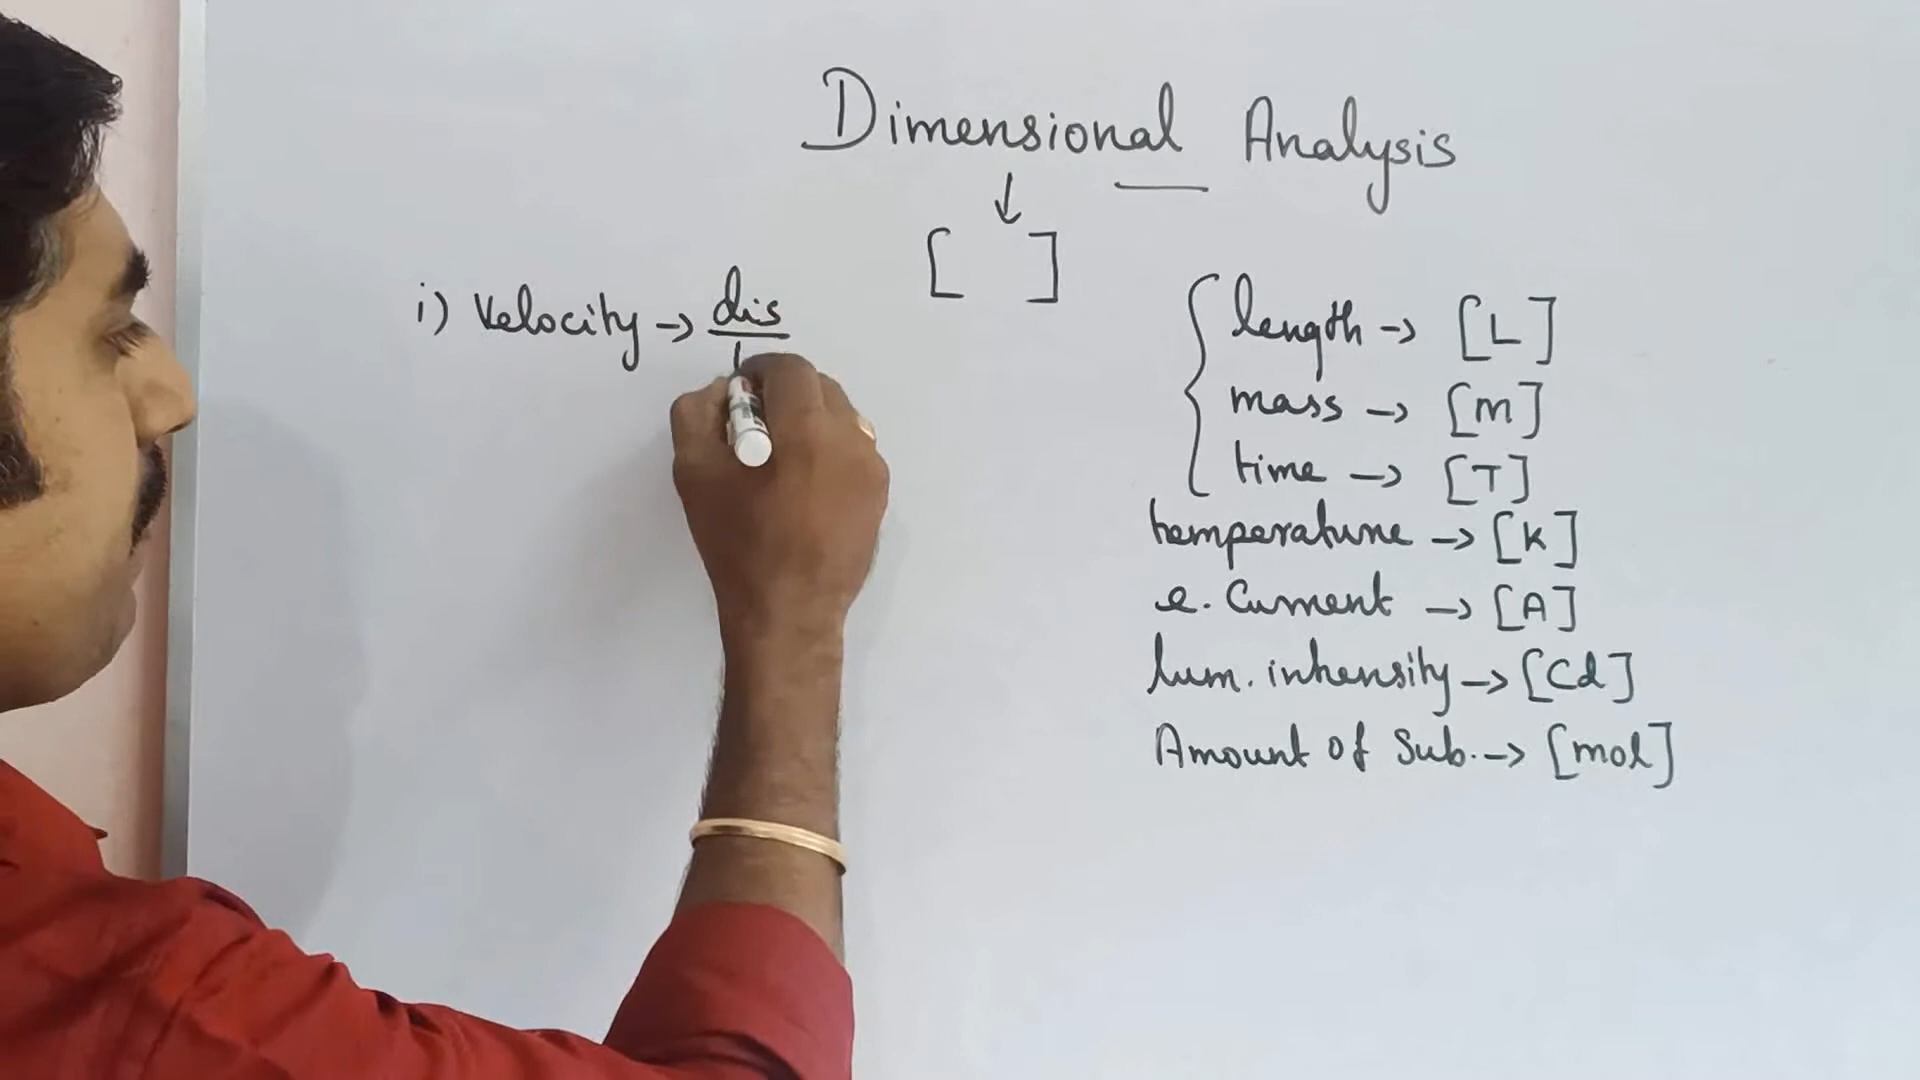 Dimensional Analysis
↓
[ ]
i) Velocity → dis
length → [L]
mass → [m]
time → [T]
temperature → [K]
e. Current → [A]
lum. intensity → [Cd]
Amount of Sub. → [mol]